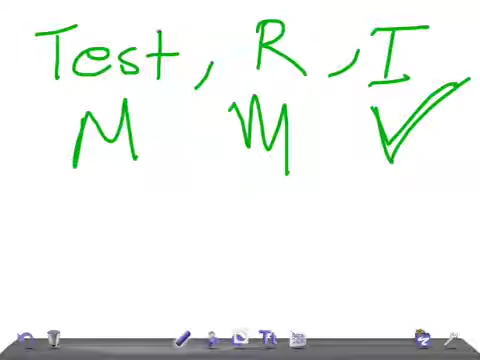 Test, R, I
M M ✓